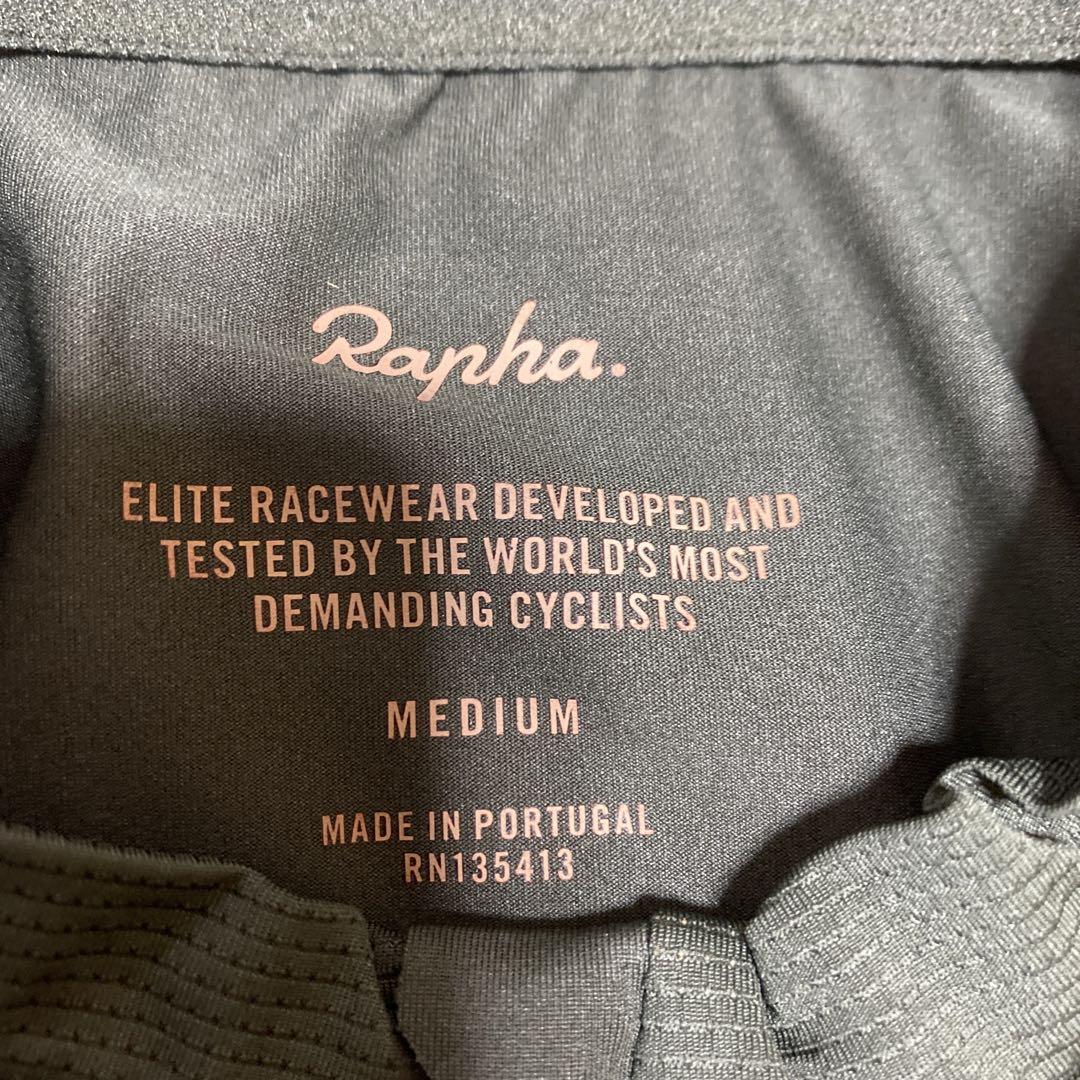 Rapha.
ELITE RACEWEAR DEVELOPED AND
TESTED BY THE WORLD'S MOST
DEMANDING CYCLISTS
MEDIUM
MADE IN PORTUGAL
RN135413